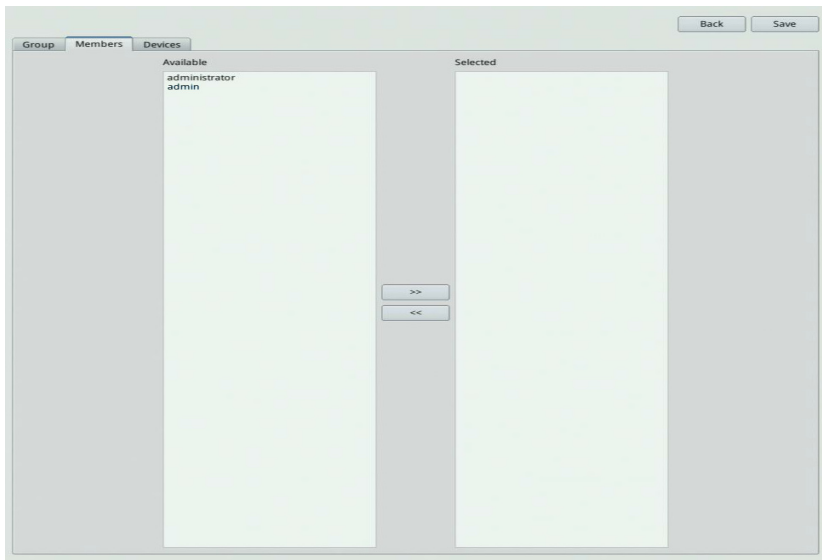 Back Save
Group Members Devices
Available Selected
administrator
admin
>>
<<